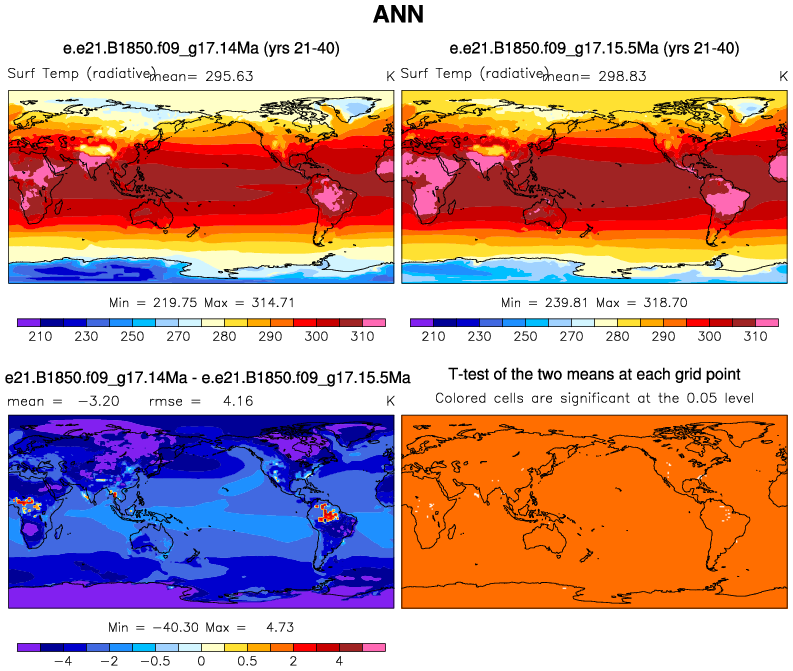 ANN
e.e21.B1850.f09_g17.14Ma (yrs 21-40)
Surf Temp (radiative) mean= 295.63 K
Min = 219.75 Max = 314.71
210 230 250 270 280 290 300 310
e.e21.B1850.f09_g17.15.5Ma (yrs 21-40)
Surf Temp (radiative) mean= 298.83 K
Min = 239.81 Max = 318.70
210 230 250 270 280 290 300 310
e21.B1850.f09_g17.14Ma - e.e21.B1850.f09_g17.15.5Ma
mean = -3.20 rmse = 4.16 K
Min = -40.30 Max = 4.73
-4 -2 -0.5 0 0.5 2 4
T-test of the two means at each grid point
Colored cells are significant at the 0.05 level